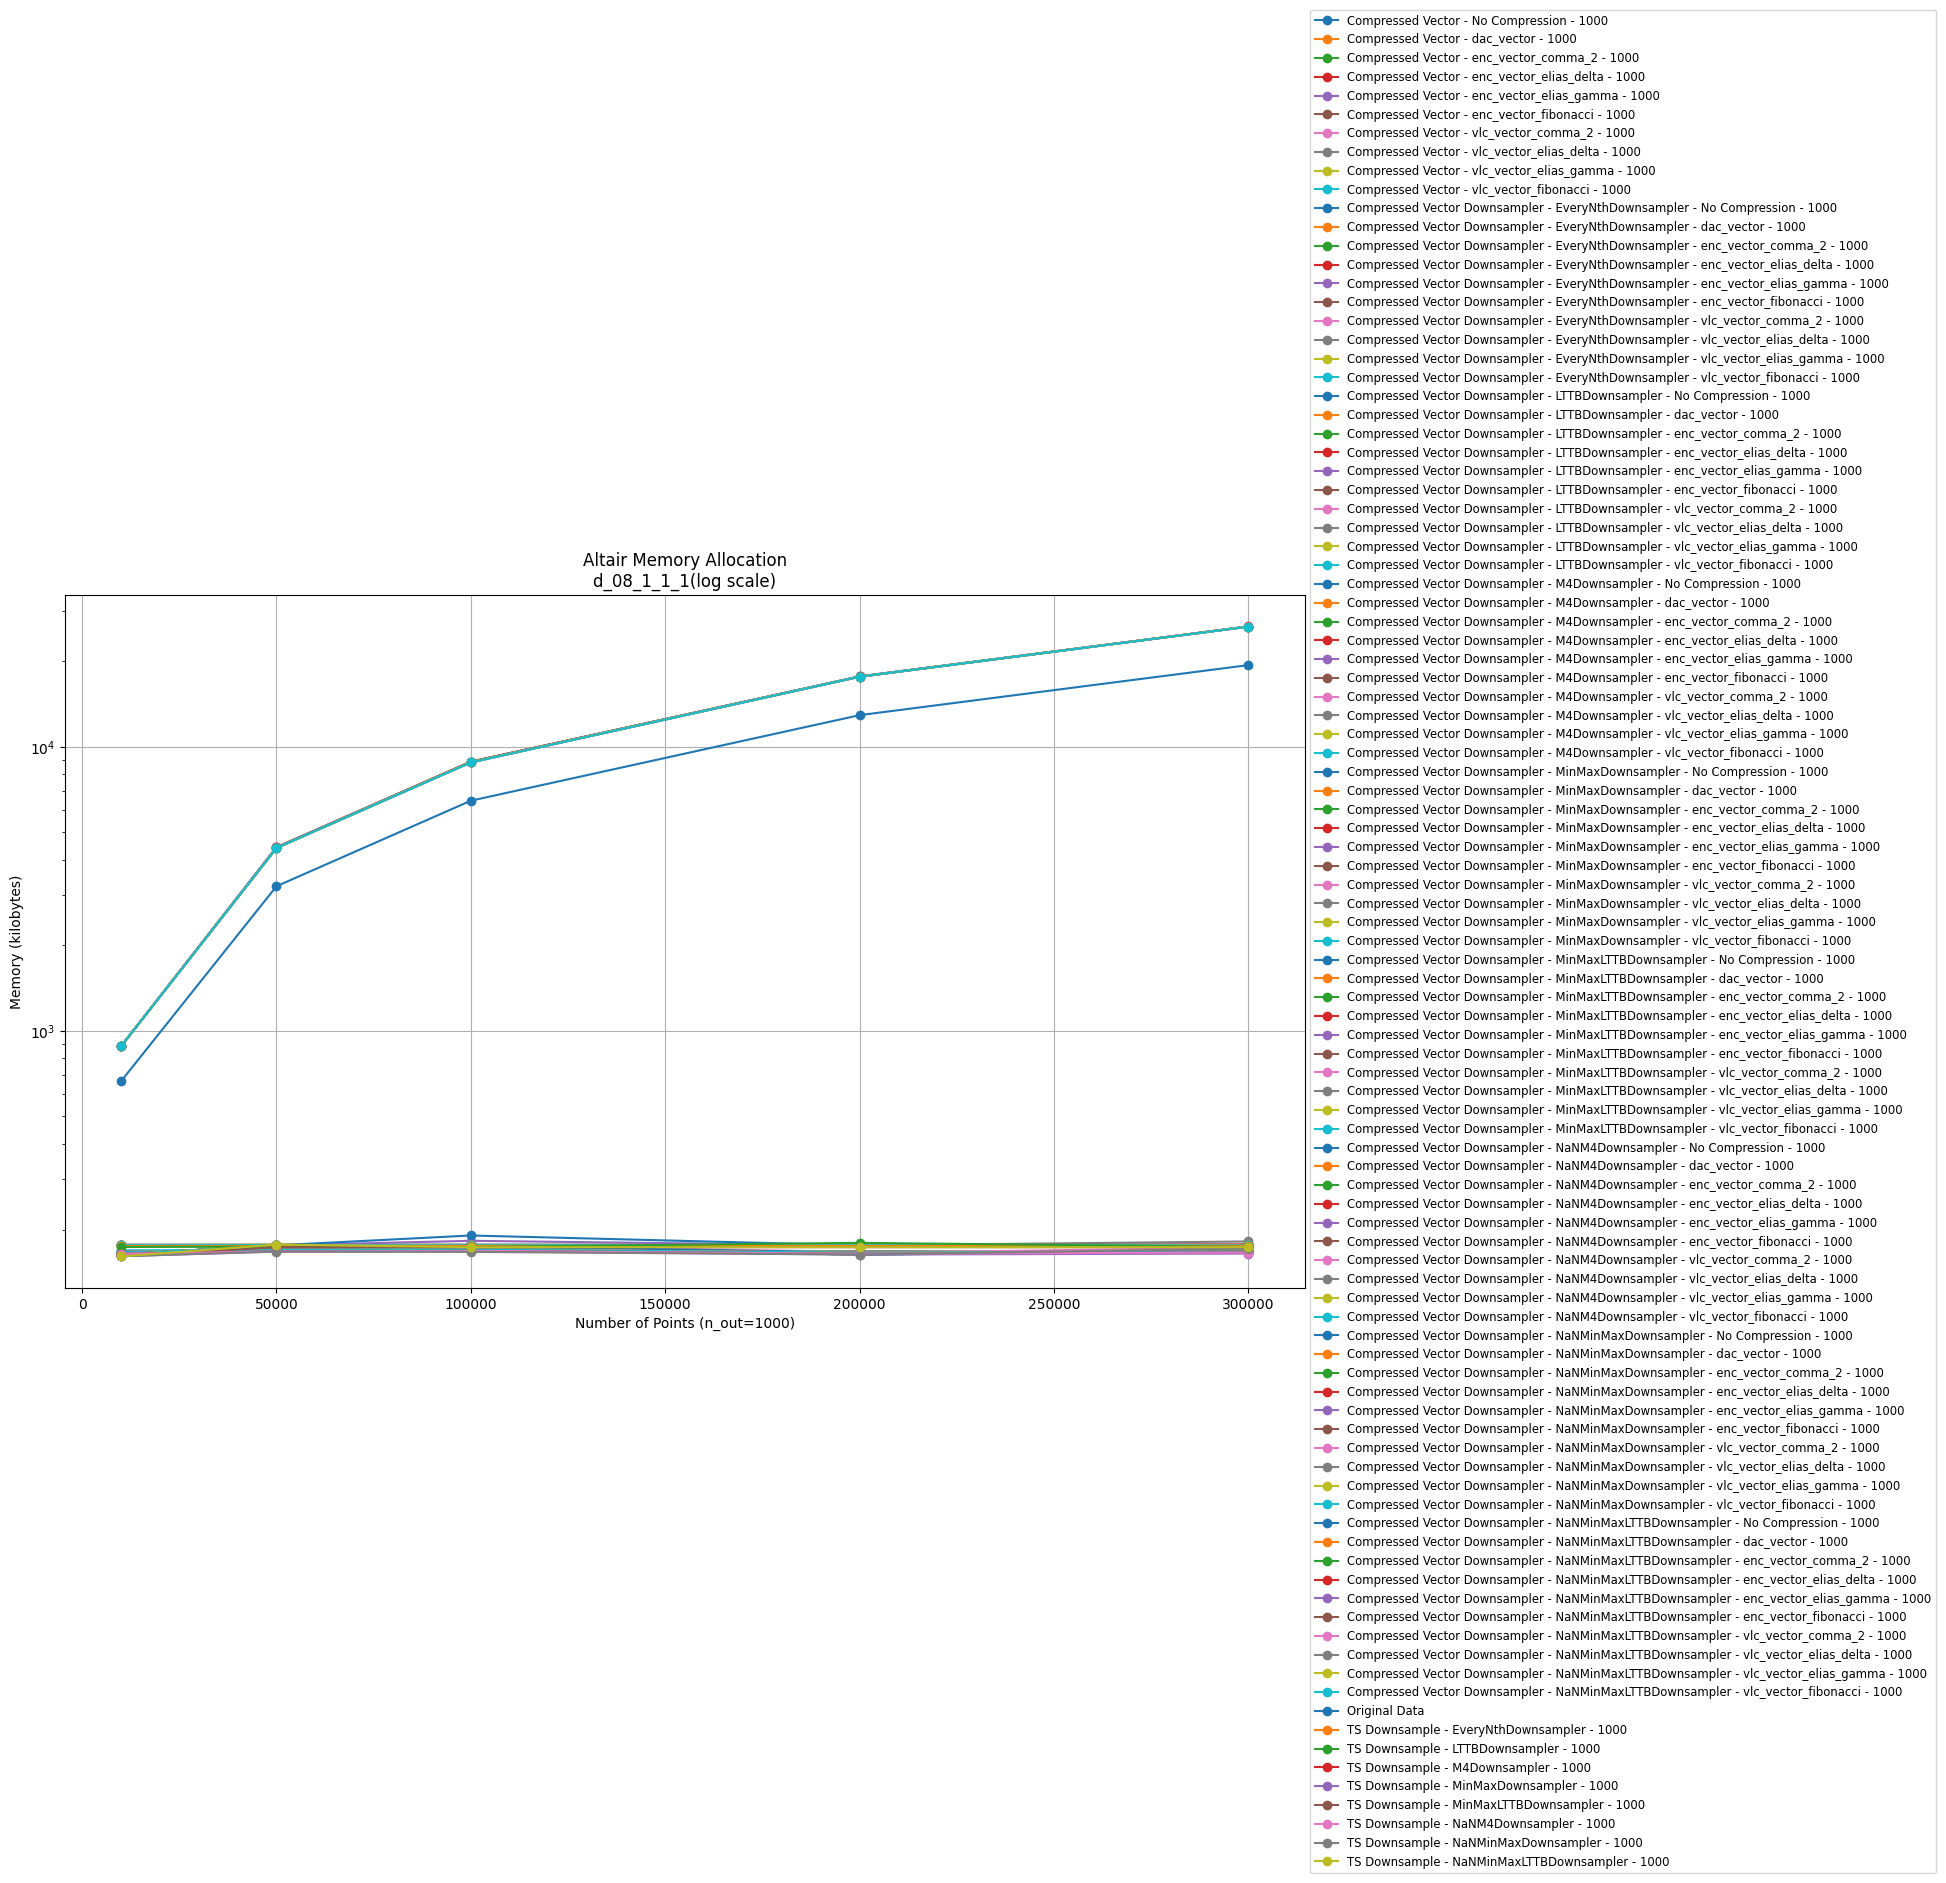 Altair Memory Allocation
d_08_1_1_1(log scale)
Memory (kilobytes)
10^4
10^3
0
50000
100000
150000
200000
250000
300000
Number of Points (n_out=1000)
Compressed Vector - No Compression - 1000
Compressed Vector - dac_vector - 1000
Compressed Vector - enc_vector_comma_2 - 1000
Compressed Vector - enc_vector_elias_delta - 1000
Compressed Vector - enc_vector_elias_gamma - 1000
Compressed Vector - enc_vector_fibonacci - 1000
Compressed Vector - vlc_vector_comma_2 - 1000
Compressed Vector - vlc_vector_elias_delta - 1000
Compressed Vector - vlc_vector_elias_gamma - 1000
Compressed Vector - vlc_vector_fibonacci - 1000
Compressed Vector Downsampler - EveryNthDownsampler - No Compression - 1000
Compressed Vector Downsampler - EveryNthDownsampler - dac_vector - 1000
Compressed Vector Downsampler - EveryNthDownsampler - enc_vector_comma_2 - 1000
Compressed Vector Downsampler - EveryNthDownsampler - enc_vector_elias_delta - 1000
Compressed Vector Downsampler - EveryNthDownsampler - enc_vector_elias_gamma - 1000
Compressed Vector Downsampler - EveryNthDownsampler - enc_vector_fibonacci - 1000
Compressed Vector Downsampler - EveryNthDownsampler - vlc_vector_comma_2 - 1000
Compressed Vector Downsampler - EveryNthDownsampler - vlc_vector_elias_delta - 1000
Compressed Vector Downsampler - EveryNthDownsampler - vlc_vector_elias_gamma - 1000
Compressed Vector Downsampler - EveryNthDownsampler - vlc_vector_fibonacci - 1000
Compressed Vector Downsampler - LTTBDownsampler - No Compression - 1000
Compressed Vector Downsampler - LTTBDownsampler - dac_vector - 1000
Compressed Vector Downsampler - LTTBDownsampler - enc_vector_comma_2 - 1000
Compressed Vector Downsampler - LTTBDownsampler - enc_vector_elias_delta - 1000
Compressed Vector Downsampler - LTTBDownsampler - enc_vector_elias_gamma - 1000
Compressed Vector Downsampler - LTTBDownsampler - enc_vector_fibonacci - 1000
Compressed Vector Downsampler - LTTBDownsampler - vlc_vector_comma_2 - 1000
Compressed Vector Downsampler - LTTBDownsampler - vlc_vector_elias_delta - 1000
Compressed Vector Downsampler - LTTBDownsampler - vlc_vector_elias_gamma - 1000
Compressed Vector Downsampler - LTTBDownsampler - vlc_vector_fibonacci - 1000
Compressed Vector Downsampler - M4Downsampler - No Compression - 1000
Compressed Vector Downsampler - M4Downsampler - dac_vector - 1000
Compressed Vector Downsampler - M4Downsampler - enc_vector_comma_2 - 1000
Compressed Vector Downsampler - M4Downsampler - enc_vector_elias_delta - 1000
Compressed Vector Downsampler - M4Downsampler - enc_vector_elias_gamma - 1000
Compressed Vector Downsampler - M4Downsampler - enc_vector_fibonacci - 1000
Compressed Vector Downsampler - M4Downsampler - vlc_vector_comma_2 - 1000
Compressed Vector Downsampler - M4Downsampler - vlc_vector_elias_delta - 1000
Compressed Vector Downsampler - M4Downsampler - vlc_vector_elias_gamma - 1000
Compressed Vector Downsampler - M4Downsampler - vlc_vector_fibonacci - 1000
Compressed Vector Downsampler - MinMaxDownsampler - No Compression - 1000
Compressed Vector Downsampler - MinMaxDownsampler - dac_vector - 1000
Compressed Vector Downsampler - MinMaxDownsampler - enc_vector_comma_2 - 1000
Compressed Vector Downsampler - MinMaxDownsampler - enc_vector_elias_delta - 1000
Compressed Vector Downsampler - MinMaxDownsampler - enc_vector_elias_gamma - 1000
Compressed Vector Downsampler - MinMaxDownsampler - enc_vector_fibonacci - 1000
Compressed Vector Downsampler - MinMaxDownsampler - vlc_vector_comma_2 - 1000
Compressed Vector Downsampler - MinMaxDownsampler - vlc_vector_elias_delta - 1000
Compressed Vector Downsampler - MinMaxDownsampler - vlc_vector_elias_gamma - 1000
Compressed Vector Downsampler - MinMaxDownsampler - vlc_vector_fibonacci - 1000
Compressed Vector Downsampler - MinMaxLTTBDownsampler - No Compression - 1000
Compressed Vector Downsampler - MinMaxLTTBDownsampler - dac_vector - 1000
Compressed Vector Downsampler - MinMaxLTTBDownsampler - enc_vector_comma_2 - 1000
Compressed Vector Downsampler - MinMaxLTTBDownsampler - enc_vector_elias_delta - 1000
Compressed Vector Downsampler - MinMaxLTTBDownsampler - enc_vector_elias_gamma - 1000
Compressed Vector Downsampler - MinMaxLTTBDownsampler - enc_vector_fibonacci - 1000
Compressed Vector Downsampler - MinMaxLTTBDownsampler - vlc_vector_comma_2 - 1000
Compressed Vector Downsampler - MinMaxLTTBDownsampler - vlc_vector_elias_delta - 1000
Compressed Vector Downsampler - MinMaxLTTBDownsampler - vlc_vector_elias_gamma - 1000
Compressed Vector Downsampler - MinMaxLTTBDownsampler - vlc_vector_fibonacci - 1000
Compressed Vector Downsampler - NaNM4Downsampler - No Compression - 1000
Compressed Vector Downsampler - NaNM4Downsampler - dac_vector - 1000
Compressed Vector Downsampler - NaNM4Downsampler - enc_vector_comma_2 - 1000
Compressed Vector Downsampler - NaNM4Downsampler - enc_vector_elias_delta - 1000
Compressed Vector Downsampler - NaNM4Downsampler - enc_vector_elias_gamma - 1000
Compressed Vector Downsampler - NaNM4Downsampler - enc_vector_fibonacci - 1000
Compressed Vector Downsampler - NaNM4Downsampler - vlc_vector_comma_2 - 1000
Compressed Vector Downsampler - NaNM4Downsampler - vlc_vector_elias_delta - 1000
Compressed Vector Downsampler - NaNM4Downsampler - vlc_vector_elias_gamma - 1000
Compressed Vector Downsampler - NaNM4Downsampler - vlc_vector_fibonacci - 1000
Compressed Vector Downsampler - NaNMinMaxDownsampler - No Compression - 1000
Compressed Vector Downsampler - NaNMinMaxDownsampler - dac_vector - 1000
Compressed Vector Downsampler - NaNMinMaxDownsampler - enc_vector_comma_2 - 1000
Compressed Vector Downsampler - NaNMinMaxDownsampler - enc_vector_elias_delta - 1000
Compressed Vector Downsampler - NaNMinMaxDownsampler - enc_vector_elias_gamma - 1000
Compressed Vector Downsampler - NaNMinMaxDownsampler - enc_vector_fibonacci - 1000
Compressed Vector Downsampler - NaNMinMaxDownsampler - vlc_vector_comma_2 - 1000
Compressed Vector Downsampler - NaNMinMaxDownsampler - vlc_vector_elias_delta - 1000
Compressed Vector Downsampler - NaNMinMaxDownsampler - vlc_vector_elias_gamma - 1000
Compressed Vector Downsampler - NaNMinMaxDownsampler - vlc_vector_fibonacci - 1000
Compressed Vector Downsampler - NaNMinMaxLTTBDownsampler - No Compression - 1000
Compressed Vector Downsampler - NaNMinMaxLTTBDownsampler - dac_vector - 1000
Compressed Vector Downsampler - NaNMinMaxLTTBDownsampler - enc_vector_comma_2 - 1000
Compressed Vector Downsampler - NaNMinMaxLTTBDownsampler - enc_vector_elias_delta - 1000
Compressed Vector Downsampler - NaNMinMaxLTTBDownsampler - enc_vector_elias_gamma - 1000
Compressed Vector Downsampler - NaNMinMaxLTTBDownsampler - enc_vector_fibonacci - 1000
Compressed Vector Downsampler - NaNMinMaxLTTBDownsampler - vlc_vector_comma_2 - 1000
Compressed Vector Downsampler - NaNMinMaxLTTBDownsampler - vlc_vector_elias_delta - 1000
Compressed Vector Downsampler - NaNMinMaxLTTBDownsampler - vlc_vector_elias_gamma - 1000
Compressed Vector Downsampler - NaNMinMaxLTTBDownsampler - vlc_vector_fibonacci - 1000
Original Data
TS Downsample - EveryNthDownsampler - 1000
TS Downsample - LTTBDownsampler - 1000
TS Downsample - M4Downsampler - 1000
TS Downsample - MinMaxDownsampler - 1000
TS Downsample - MinMaxLTTBDownsampler - 1000
TS Downsample - NaNM4Downsampler - 1000
TS Downsample - NaNMinMaxDownsampler - 1000
TS Downsample - NaNMinMaxLTTBDownsampler - 1000